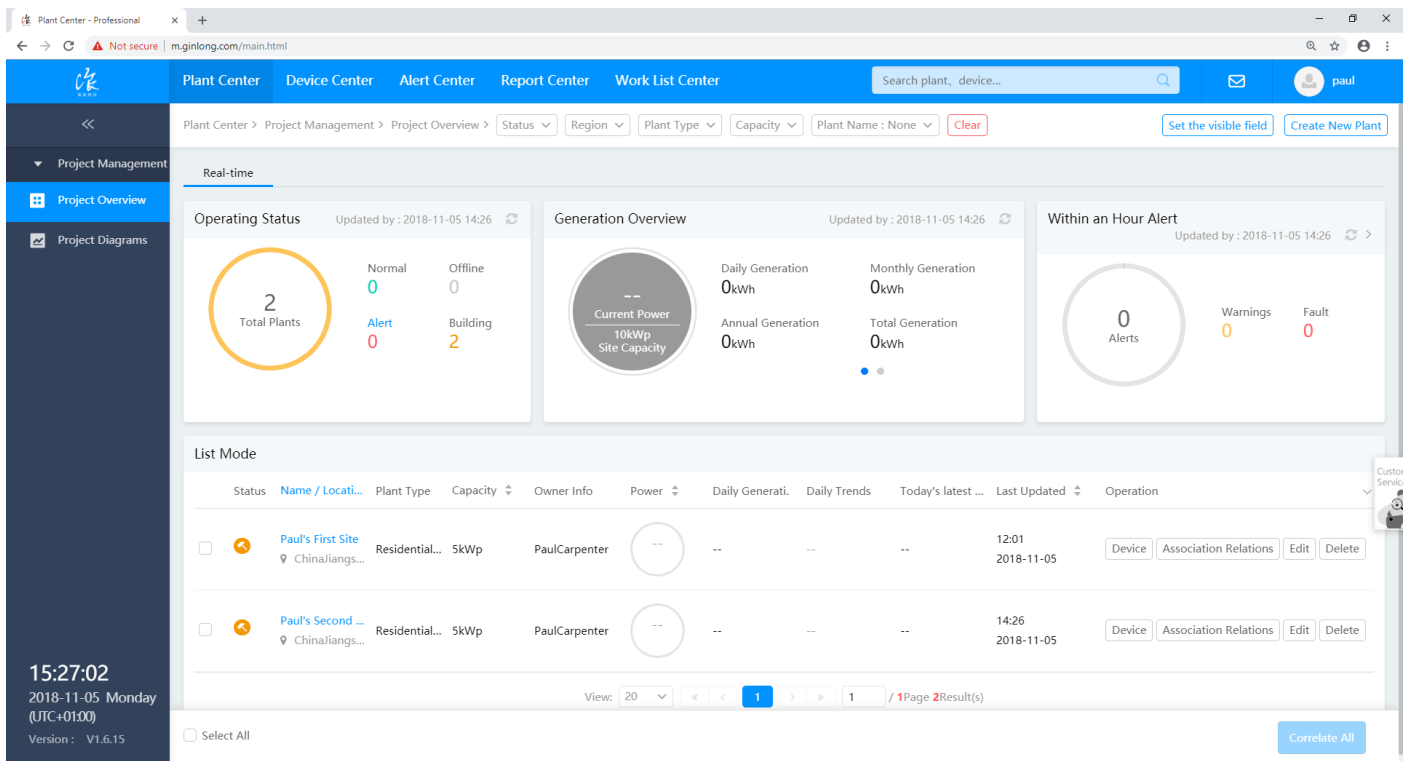 Plant Center - Professional
Not secure | m.ginlong.com/main.html
Plant Center Device Center Alert Center Report Center Work List Center Search plant、device... paul
Plant Center > Project Management > Project Overview > Status Region Plant Type Capacity Plant Name : None Clear Set the visible field Create New Plant
Project Management
Project Overview
Project Diagrams
Real-time
Operating Status Updated by : 2018-11-05 14:26
2
Total Plants
Normal
0
Offline
0
Alert
0
Building
2
Generation Overview Updated by : 2018-11-05 14:26
--
Current Power
10kWp
Site Capacity
Daily Generation
0kWh
Monthly Generation
0kWh
Annual Generation
0kWh
Total Generation
0kWh
Within an Hour Alert
Updated by : 2018-11-05 14:26 >
0
Alerts
Warnings
0
Fault
0
List Mode
Status Name / Locati... Plant Type Capacity Owner Info Power Daily Generati. Daily Trends Today's latest ... Last Updated Operation
Paul's First Site
ChinaJiangs...
Residential... 5kWp PaulCarpenter -- -- -- --
12:01
2018-11-05
Device Association Relations Edit Delete
Paul's Second ...
ChinaJiangs...
Residential... 5kWp PaulCarpenter -- -- -- --
14:26
2018-11-05
Device Association Relations Edit Delete
View: 20 « < 1 > » 1 / 1Page 2Result(s)
Select All Correlate All
15:27:02
2018-11-05 Monday
(UTC+01:00)
Version : V1.6.15